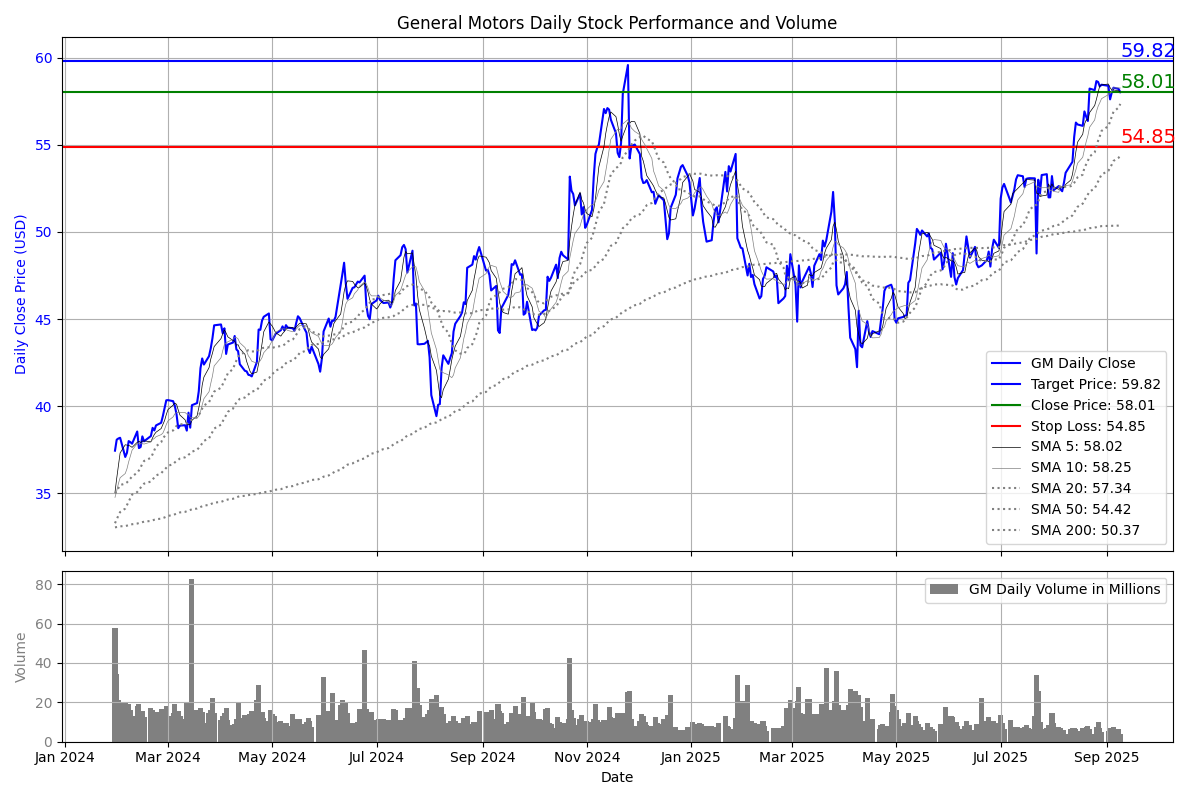 General Motors Daily Stock Performance and Volume
Daily Close Price (USD)
60
55
50
45
40
35
59.82
58.01
54.85
GM Daily Close
Target Price: 59.82
Close Price: 58.01
Stop Loss: 54.85
SMA 5: 58.02
SMA 10: 58.25
SMA 20: 57.34
SMA 50: 54.42
SMA 200: 50.37
Volume
80
60
40
20
0
GM Daily Volume in Millions
Jan 2024
Mar 2024
May 2024
Jul 2024
Sep 2024
Nov 2024
Jan 2025
Mar 2025
May 2025
Jul 2025
Sep 2025
Date